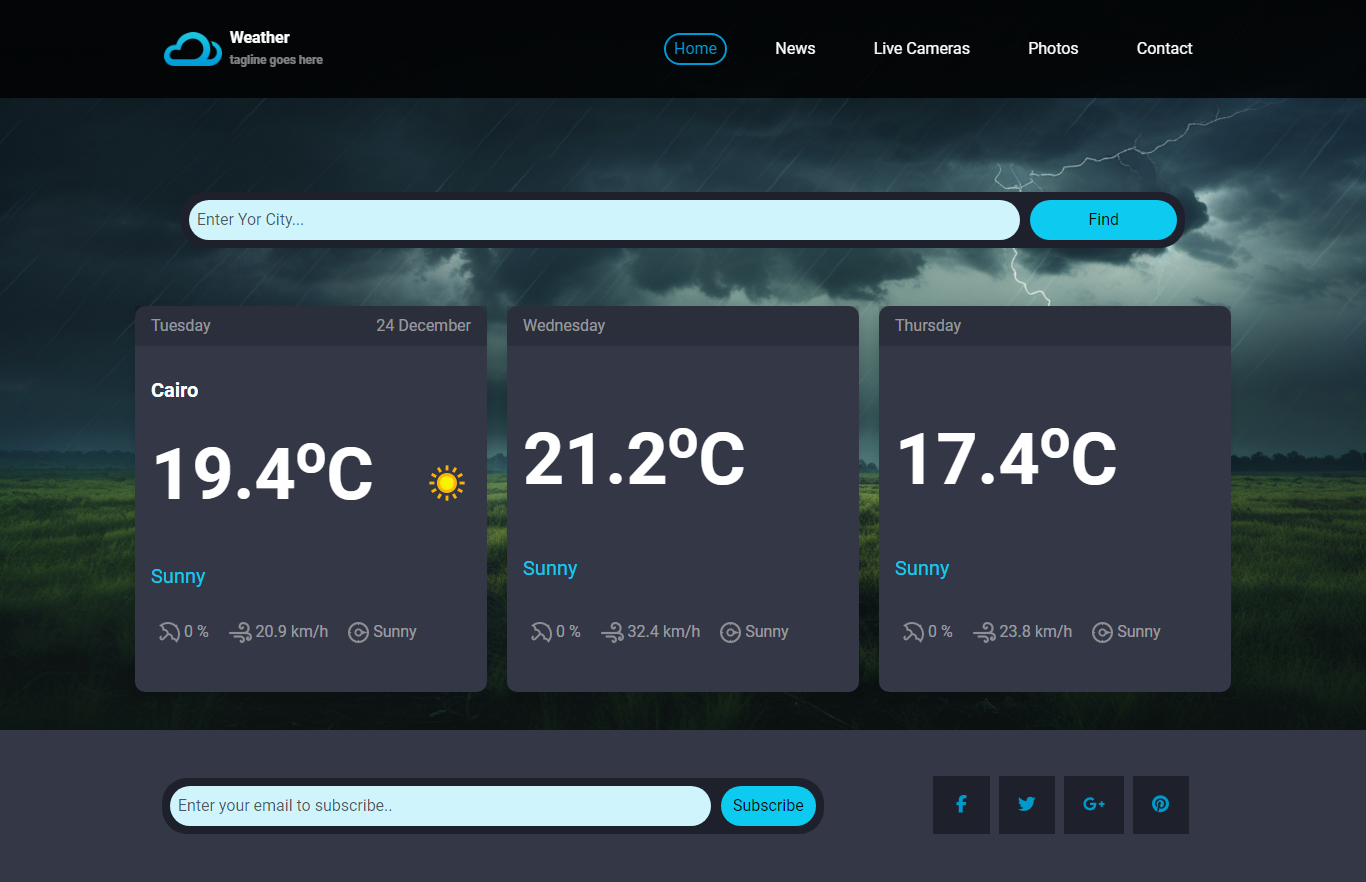 Weather
tagline goes here
Home News Live Cameras Photos Contact
Enter Yor City...
Find
Tuesday 24 December
Cairo
19.4ºC
Sunny
0 % 20.9 km/h Sunny
Wednesday
21.2ºC
Sunny
0 % 32.4 km/h Sunny
Thursday
17.4ºC
Sunny
0 % 23.8 km/h Sunny
Enter your email to subscribe..
Subscribe